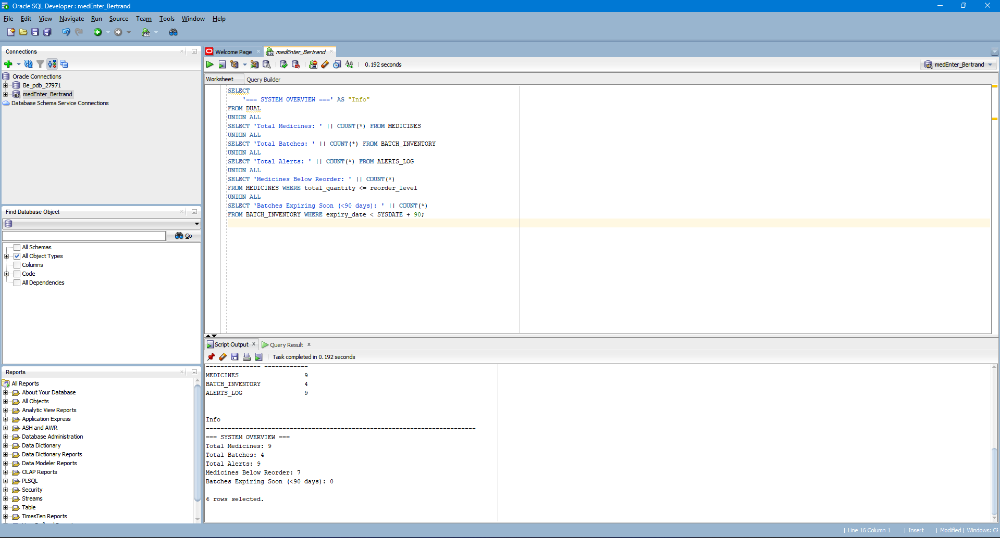 Oracle SQL Developer : medEnter_Bertrand
File Edit View Navigate Run Source Team Tools Window Help
Connections
Oracle Connections
Be_pdb_27971
medEnter_Bertrand
Database Schema Service Connections
Find Database Object
Go
All Schemas
All Object Types
Columns
Code
All Dependencies
Reports
All Reports
About Your Database
All Objects
Analytic View Reports
Application Express
ASH and AWR
Database Administration
Data Dictionary
Data Dictionary Reports
Data Modeler Reports
OLAP Reports
PLSQL
Security
Streams
Table
TimesTen Reports
Welcome Page medEnter_Bertrand
0.192 seconds
medEnter_Bertrand
Worksheet Query Builder
SELECT
'=== SYSTEM OVERVIEW ===' AS "Info"
FROM DUAL
UNION ALL
SELECT 'Total Medicines: ' || COUNT(*) FROM MEDICINES
UNION ALL
SELECT 'Total Batches: ' || COUNT(*) FROM BATCH_INVENTORY
UNION ALL
SELECT 'Total Alerts: ' || COUNT(*) FROM ALERTS_LOG
UNION ALL
SELECT 'Medicines Below Reorder: ' || COUNT(*)
FROM MEDICINES WHERE total_quantity <= reorder_level
UNION ALL
SELECT 'Batches Expiring Soon (<90 days): ' || COUNT(*)
FROM BATCH_INVENTORY WHERE expiry_date < SYSDATE + 90;
Script Output Query Result
Task completed in 0.192 seconds
--------------- ------------
MEDICINES 9
BATCH_INVENTORY 4
ALERTS_LOG 9
Info
--------------------------------------------------------------------------
=== SYSTEM OVERVIEW ===
Total Medicines: 9
Total Batches: 4
Total Alerts: 9
Medicines Below Reorder: 7
Batches Expiring Soon (<90 days): 0
6 rows selected.
| Line 16 Column 1 | Insert | Modified | Windows: CF